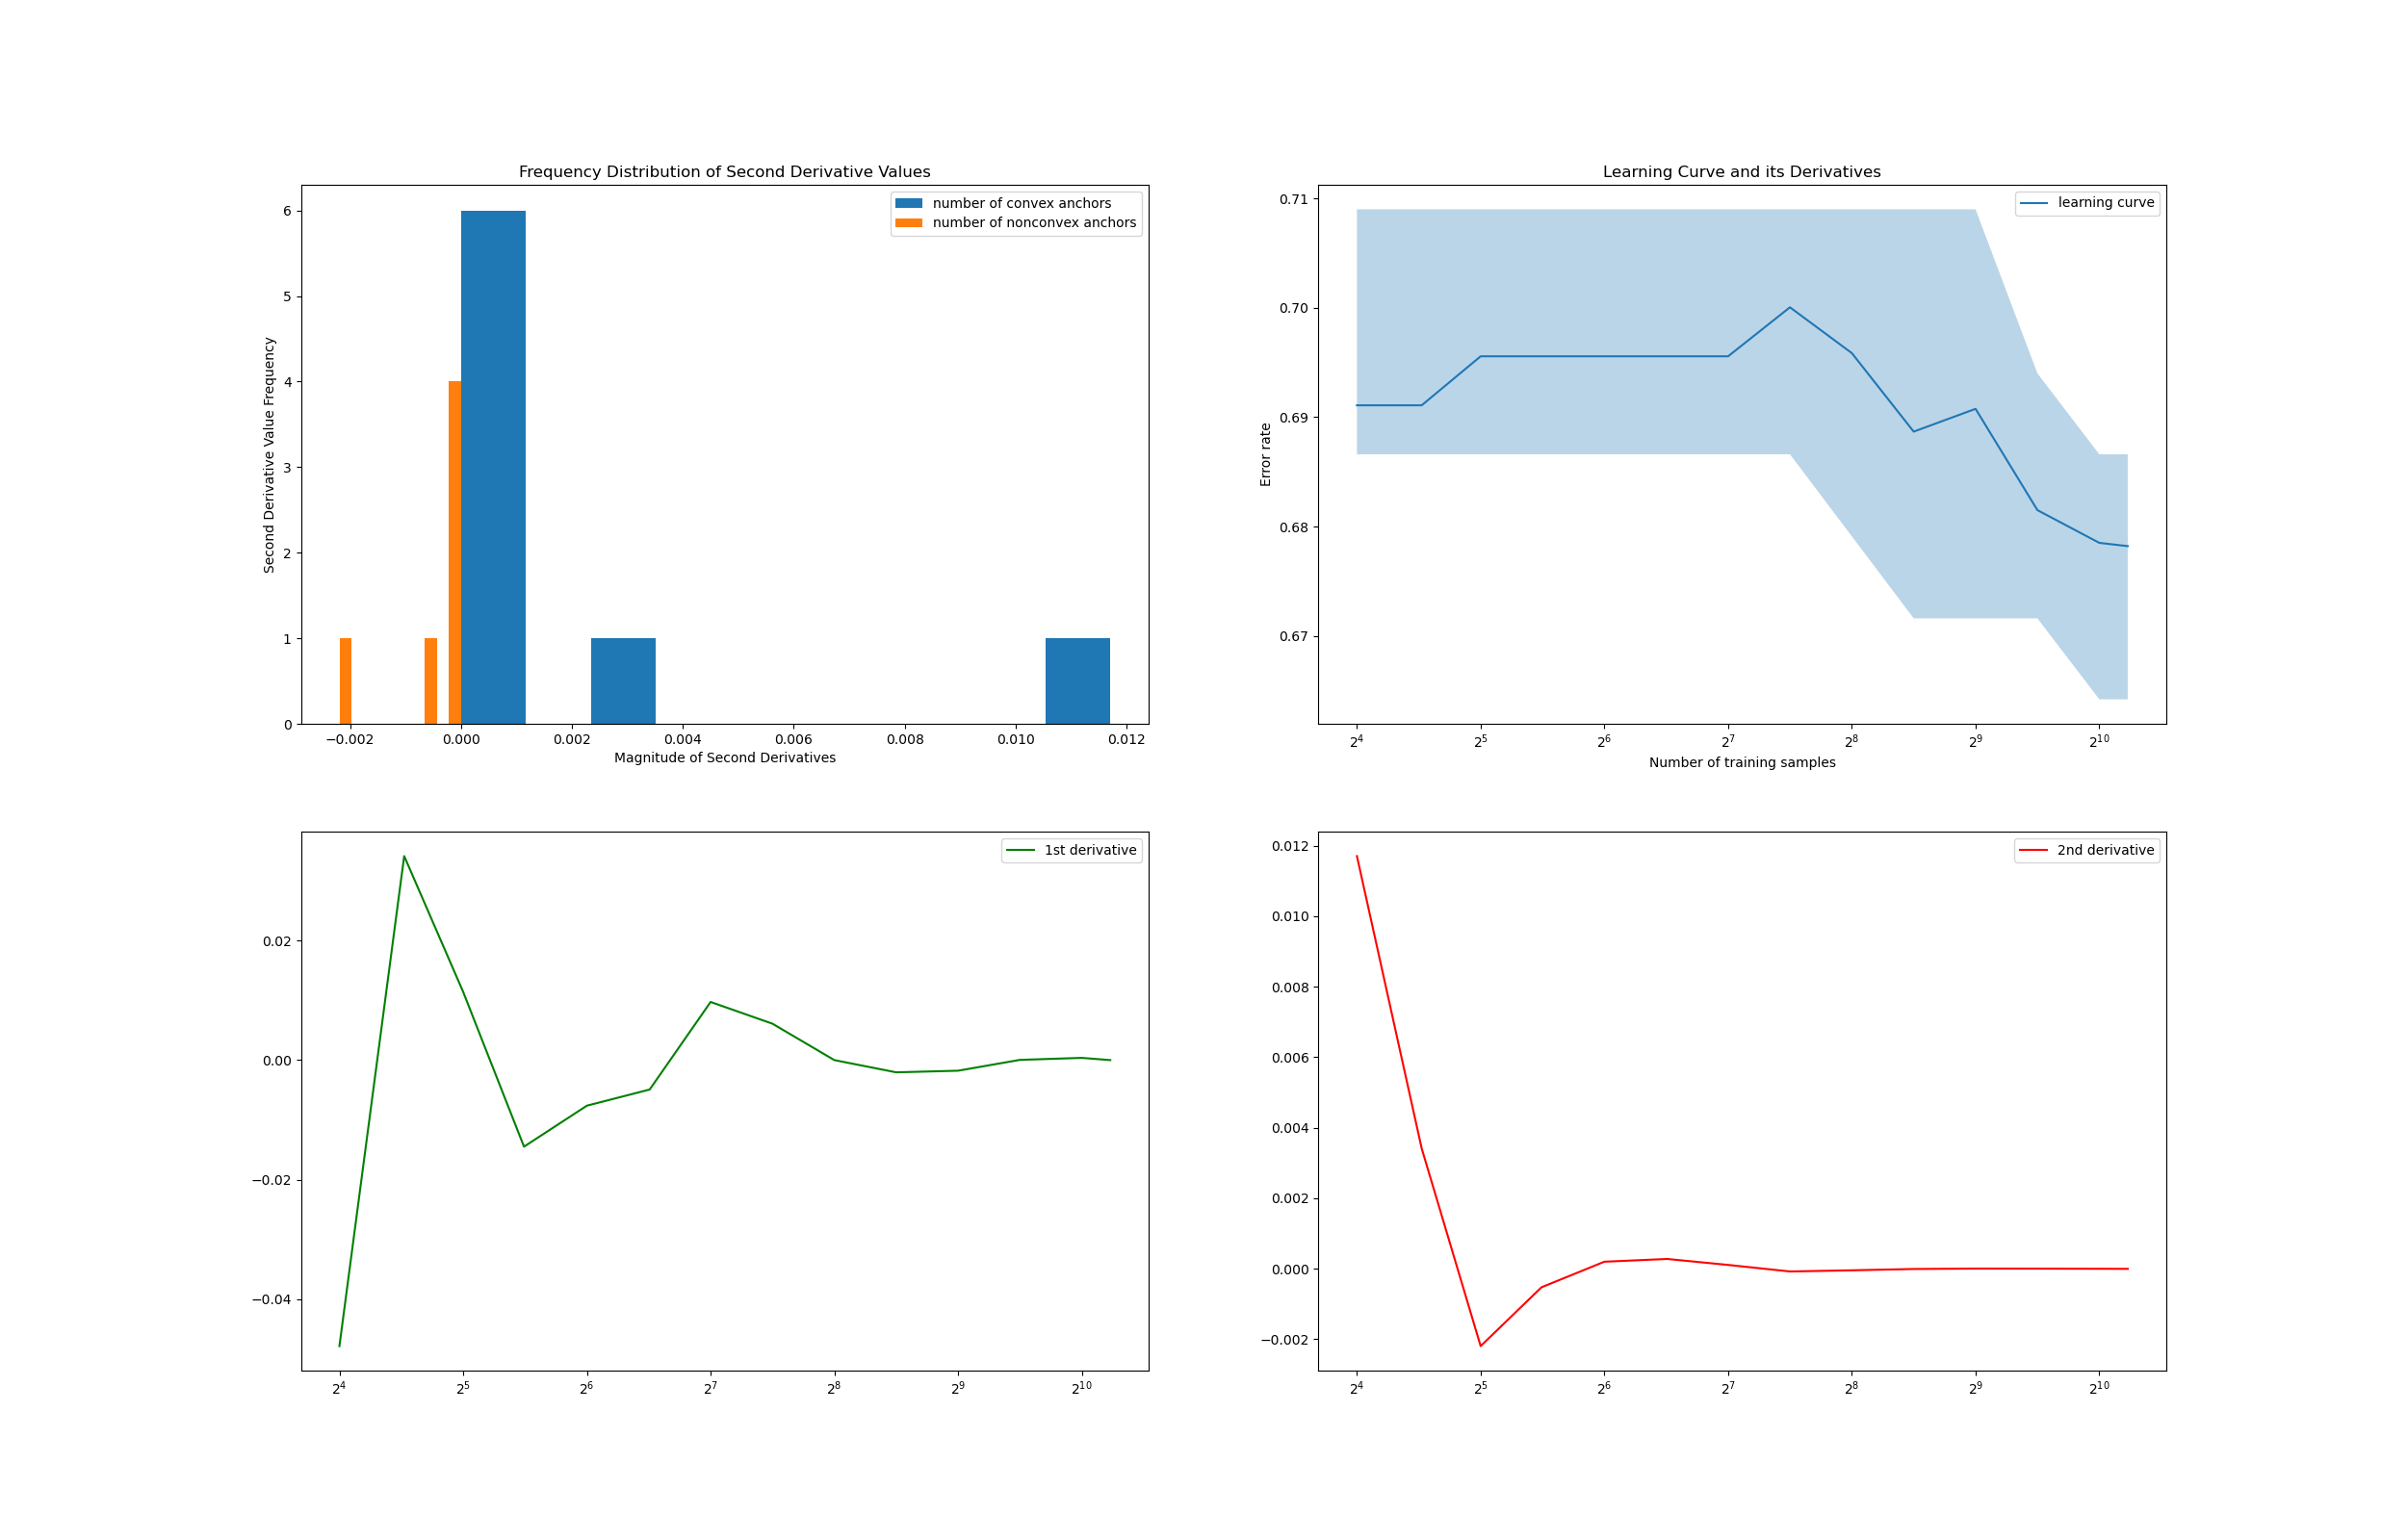 Frequency Distribution of Second Derivative Values
number of convex anchors
number of nonconvex anchors
6
5
4
3
2
1
0
Second Derivative Value Frequency
−0.002 0.000 0.002 0.004 0.006 0.008 0.010 0.012
Magnitude of Second Derivatives
Learning Curve and its Derivatives
learning curve
0.71
0.70
0.69
0.68
0.67
Error rate
2^4 2^5 2^6 2^7 2^8 2^9 2^10
Number of training samples
1st derivative
0.02
0.00
−0.02
−0.04
2^4 2^5 2^6 2^7 2^8 2^9 2^10
2nd derivative
0.012
0.010
0.008
0.006
0.004
0.002
0.000
−0.002
2^4 2^5 2^6 2^7 2^8 2^9 2^10